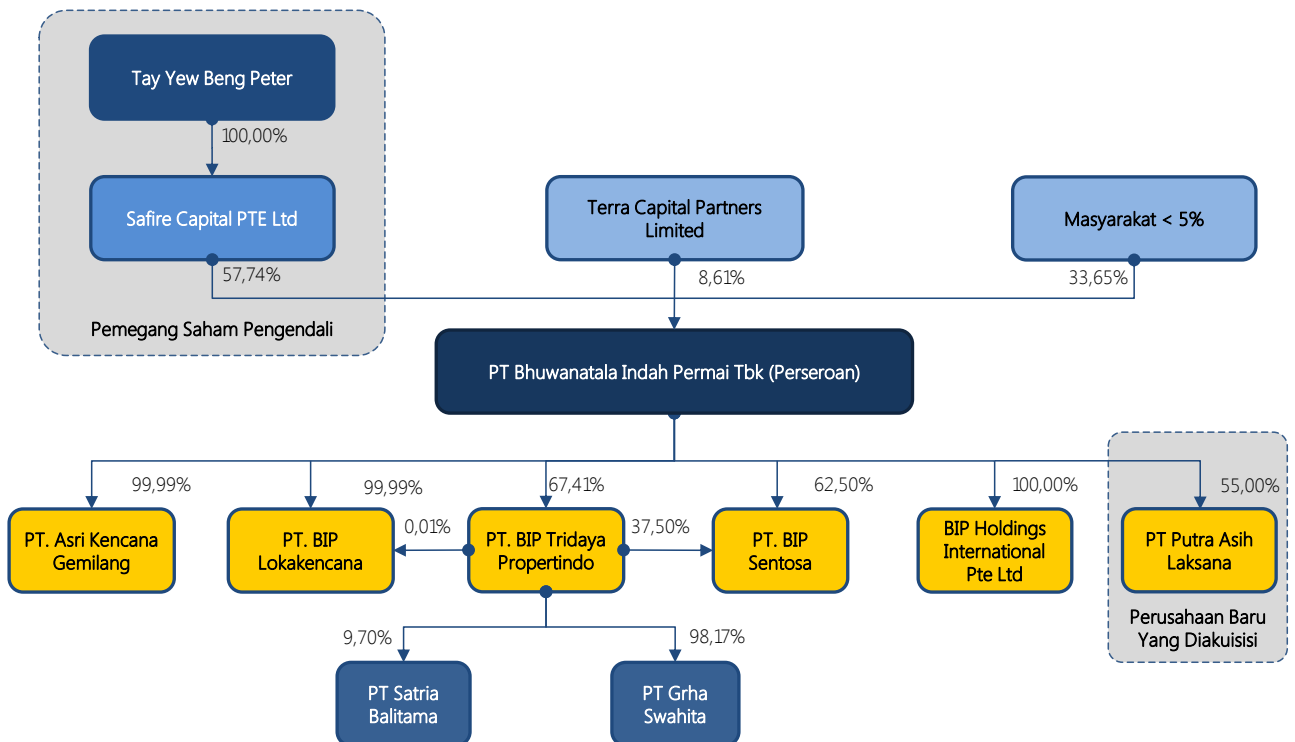 Tay Yew Beng Peter
100,00%
Safire Capital PTE Ltd
57,74%
Pemegang Saham Pengendali
Terra Capital Partners
Limited
8,61%
Masyarakat < 5%
33,65%
PT Bhuwanatala Indah Permai Tbk (Perseroan)
99,99%
99,99%
67,41%
62,50%
100,00%
55,00%
PT. Asri Kencana
Gemilang
PT. BIP
Lokakencana
0,01%
PT. BIP Tridaya
Propertindo
37,50%
PT. BIP
Sentosa
BIP Holdings
International
Pte Ltd
PT Putra Asih
Laksana
Perusahaan Baru
Yang Diakuisisi
9,70%
98,17%
PT Satria
Balitama
PT Grha
Swahita